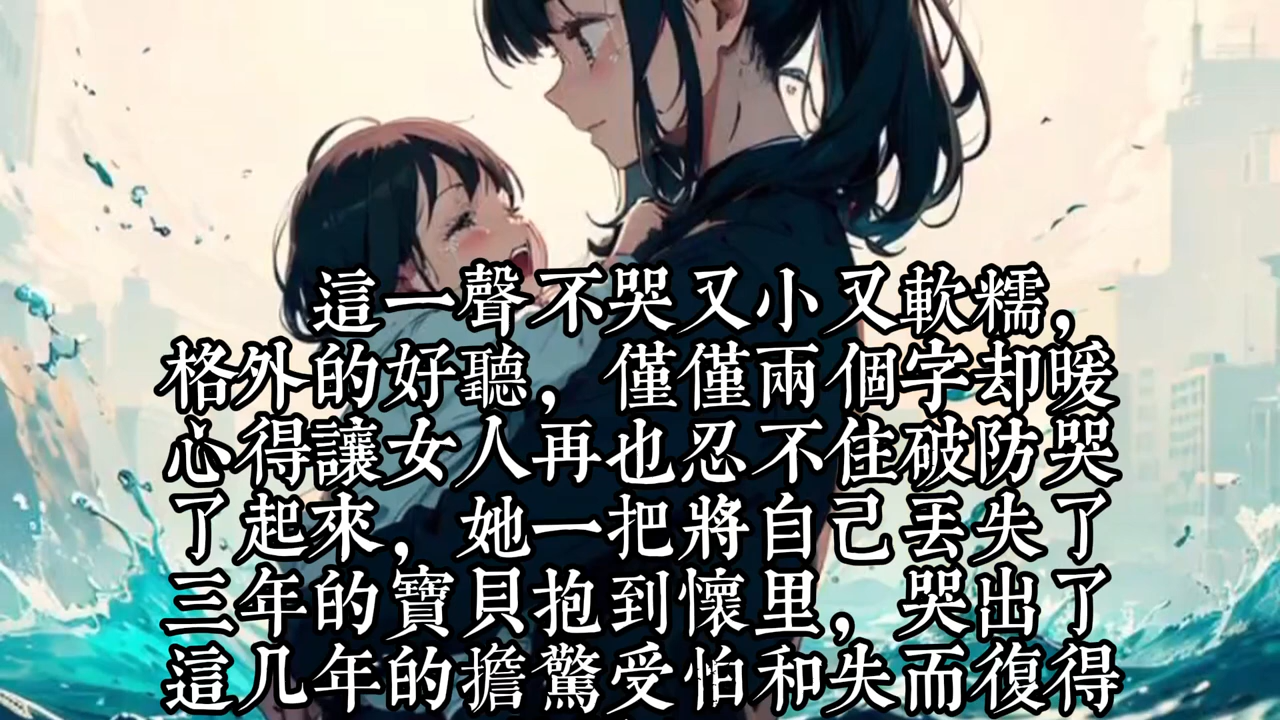 這一聲不哭又小又軟糯，
格外的好聽，僅僅兩個字却暖
心得讓女人再也忍不住破防哭
了起來，她一把將自己丟失了
三年的寶貝抱到懷里，哭出了
這几年的擔驚受怕和失而復得